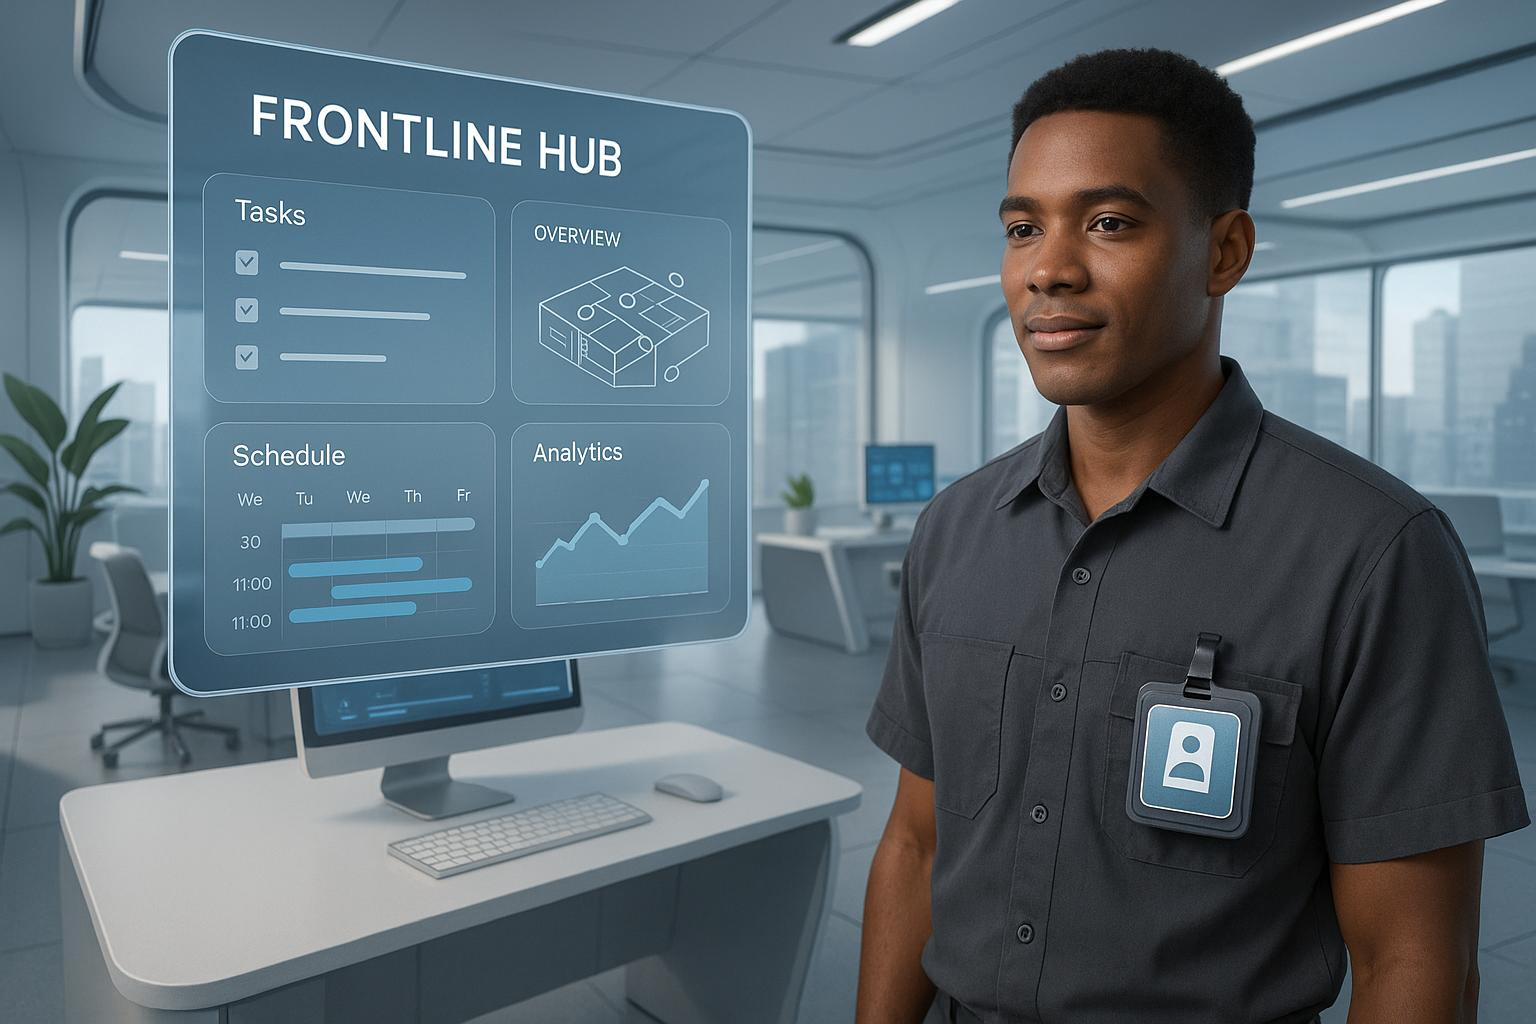 FRONTLINE HUB
Tasks
OVERVIEW
Schedule
We Tu We Th Fr
30
11:00
11:00
Analytics